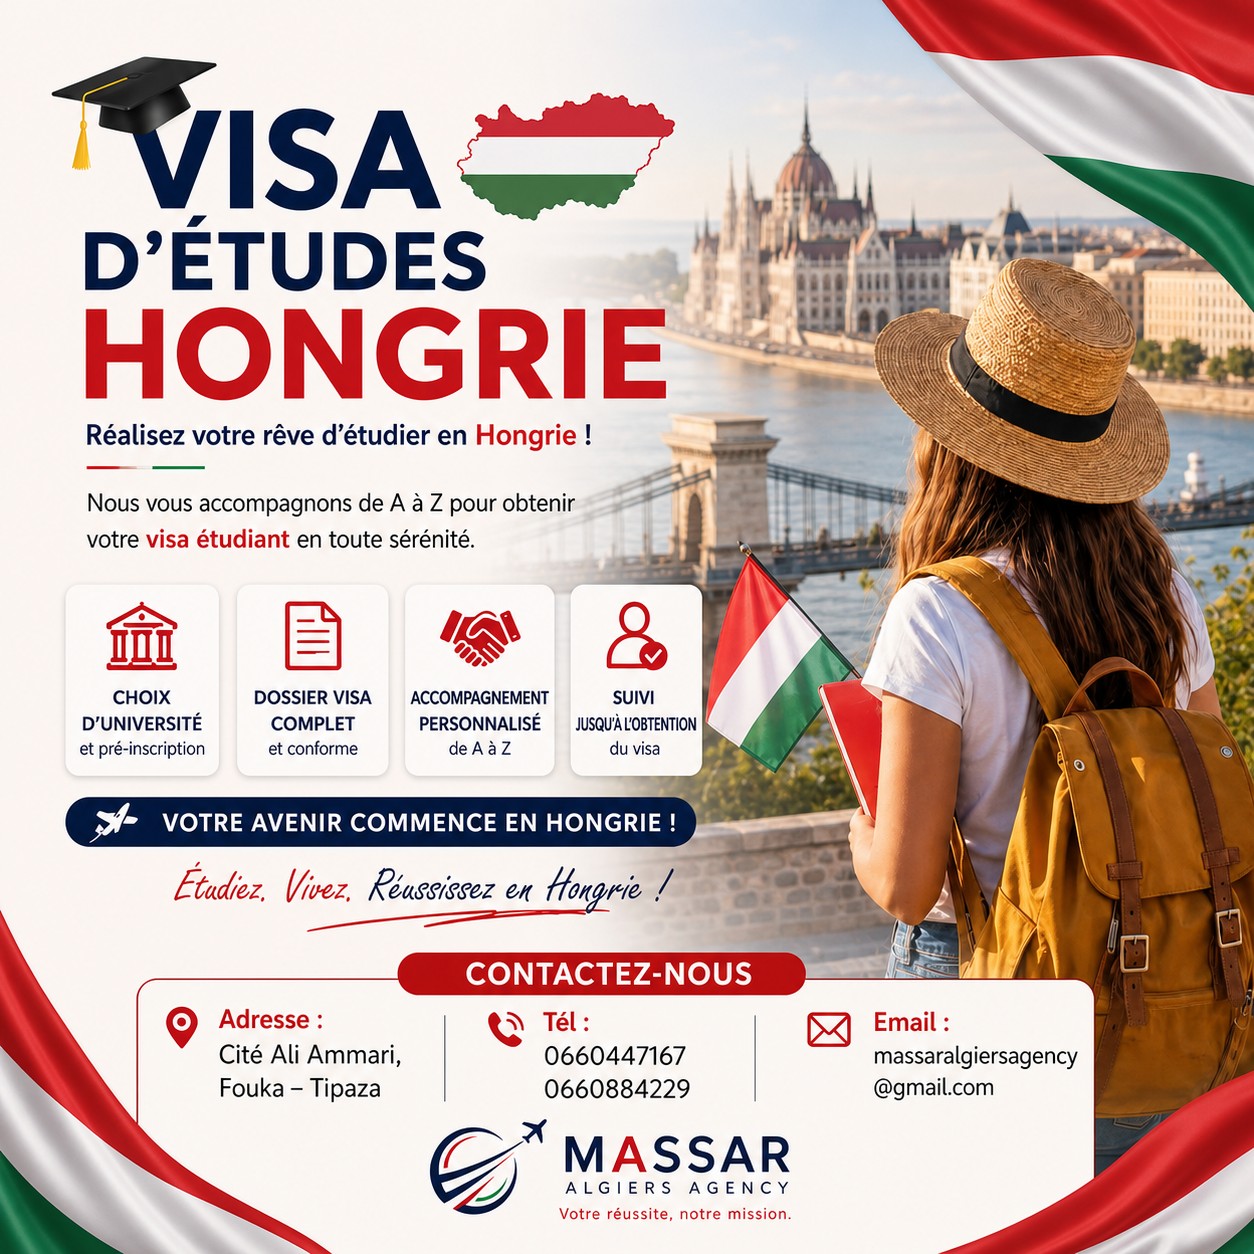 VISA
D'ÉTUDES
HONGRIE
Réalisez votre rêve d'étudier en Hongrie !
Nous vous accompagnons de A à Z pour obtenir
votre visa étudiant en toute sérénité.
CHOIX
D'UNIVERSITÉ
et pré-inscription
DOSSIER VISA
COMPLET
et conforme
ACCOMPAGNEMENT
PERSONNALISÉ
de A à Z
SUIVI
JUSQU'À L'OBTENTION
du visa
VOTRE AVENIR COMMENCE EN HONGRIE !
Étudiez. Vivez. Réussissez en Hongrie !
CONTACTEZ-NOUS
Adresse :
Cité Ali Ammari,
Fouka – Tipaza
Tél :
0660447167
0660884229
Email :
massaralgiersagency
@gmail.com
MASSAR
ALGIERS AGENCY
Votre réussite, notre mission.